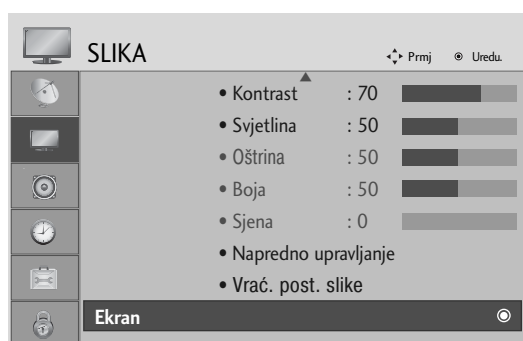 SLIKA Prmj Uredu.
• Kontrast : 70
• Svjetlina : 50
• Oštrina : 50
• Boja : 50
• Sjena : 0
• Napredno upravljanje
• Vrać. post. slike
Ekran